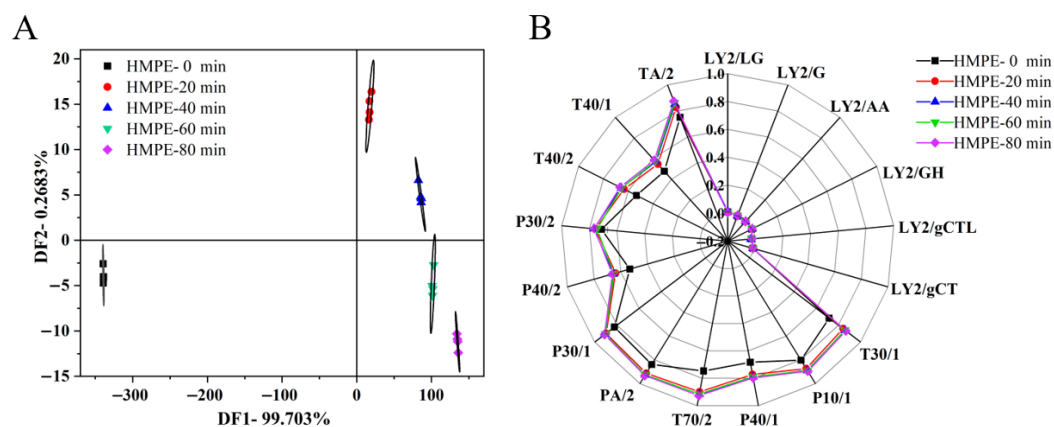 A
HMPE- 0 min
HMPE-20 min
HMPE-40 min
HMPE-60 min
HMPE-80 min
20
15
10
5
0
−5
−10
−15
DF2- 0.2683%
−300
−200
−100
0
100
DF1- 99.703%
B
LY2/LG
LY2/G
LY2/AA
LY2/GH
LY2/gCTL
LY2/gCT
T30/1
P10/1
P40/1
T70/2
PA/2
P30/1
P40/2
P30/2
T40/2
T40/1
TA/2
1.0
0.8
0.6
0.4
0.2
0.0
−0.2
HMPE- 0 min
HMPE-20 min
HMPE-40 min
HMPE-60 min
HMPE-80 min